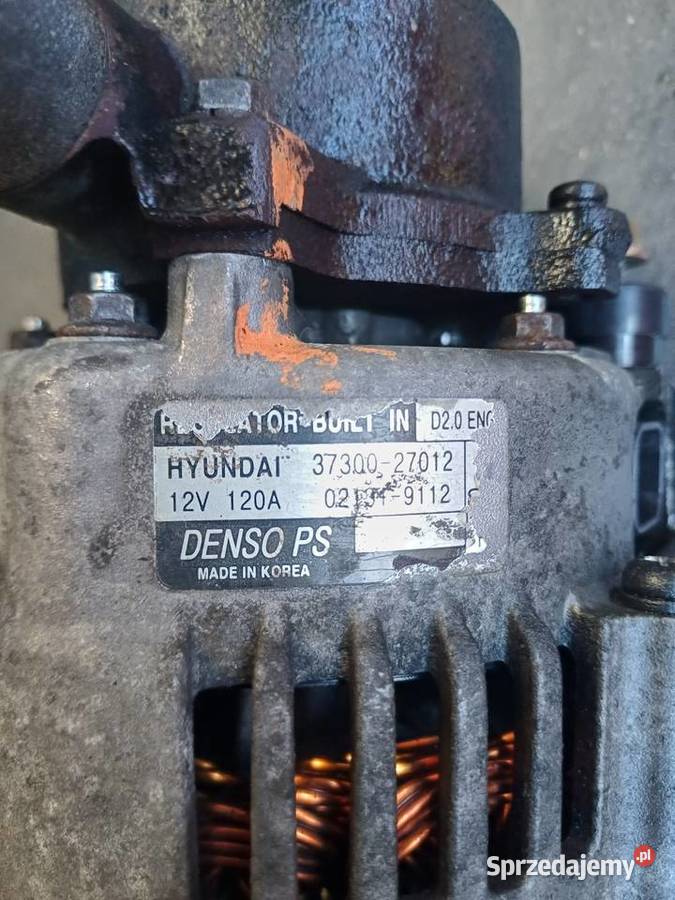 BUILT IN D2.0 ENG
HYUNDAI 37300-27012
12V 120A
DENSO PS
MADE IN KOREA
Sprzedajemy.pl